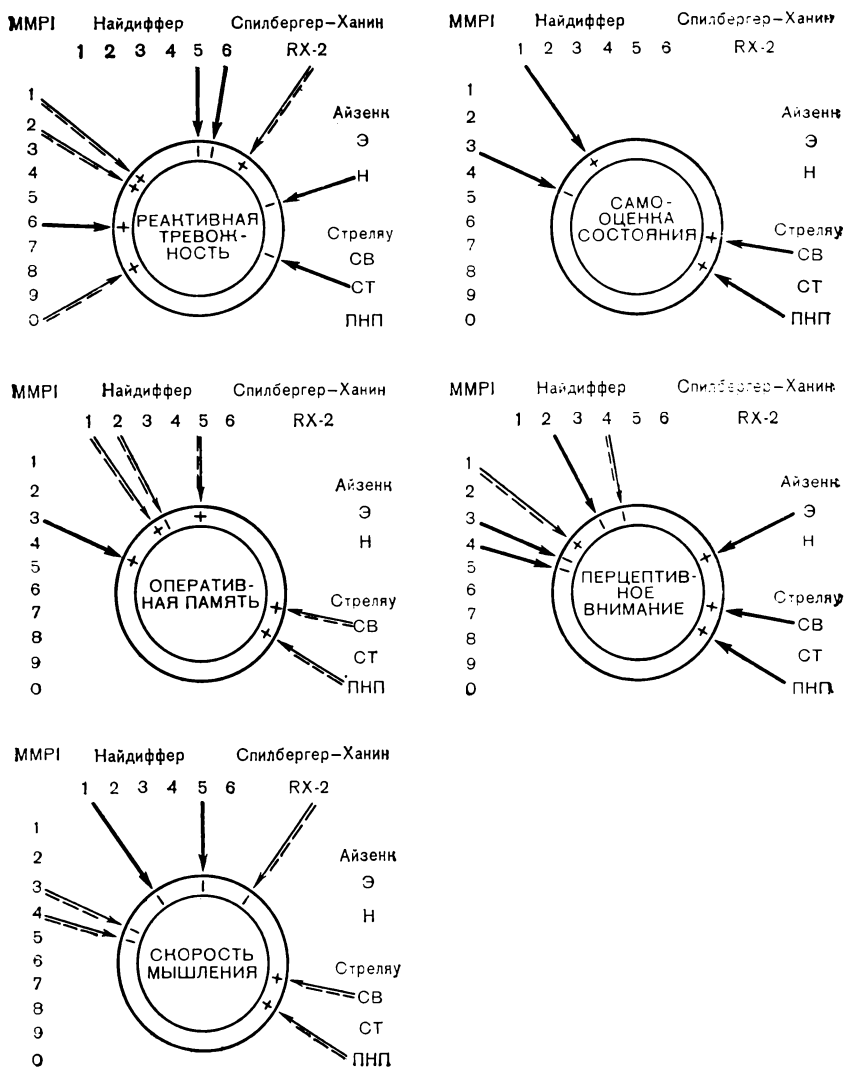 MMPI Найдиффер Спилбергер–Ханин
1 2 3 4 5 6 RX-2
1
2
3
4
5
6
7
8
9
0
Айзенк
Э
Н
Стреляу
СВ
СТ
ПНП
РЕАКТИВНАЯ
ТРЕВОЖ-
НОСТЬ
MMPI Найдиффер Спилбергер–Ханин
1 2 3 4 5 6 RX-2
1
2
3
4
5
6
7
8
9
0
Айзенк
Э
Н
Стреляу
СВ
СТ
ПНП
САМО-
ОЦЕНКА
СОСТОЯНИЯ
MMPI Найдиффер Спилбергер–Ханин
1 2 3 4 5 6 RX-2
1
2
3
4
5
6
7
8
9
0
Айзенк
Э
Н
Стреляу
СВ
СТ
ПНП
ОПЕРАТИВ-
НАЯ ПАМЯТЬ
MMPI Найдиффер Спилбергер–Ханин
1 2 3 4 5 6 RX-2
1
2
3
4
5
6
7
8
9
0
Айзенк
Э
Н
Стреляу
СВ
СТ
ПНП
ПЕРЦЕПТИВ-
НОЕ
ВНИМАНИЕ
MMPI Найдиффер Спилбергер–Ханин
1 2 3 4 5 6 RX-2
1
2
3
4
5
6
7
8
9
0
Айзенк
Э
Н
Стреляу
СВ
СТ
ПНП
СКОРОСТЬ
МЫШЛЕНИЯ